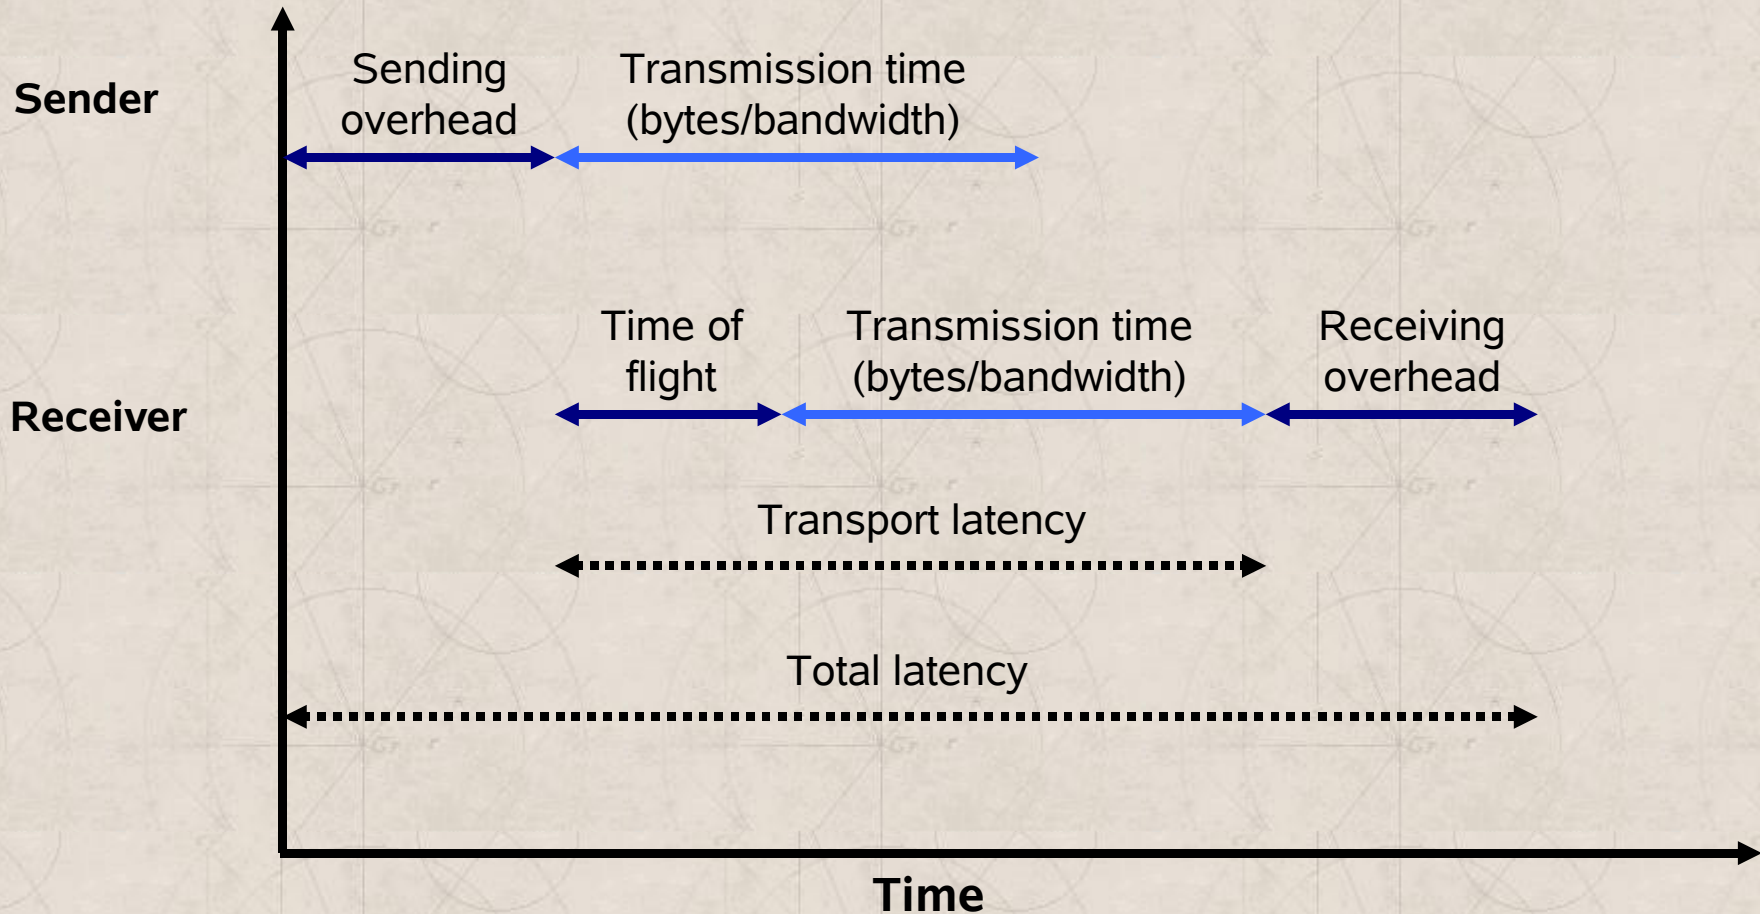 Sender
Sending
overhead
Transmission time
(bytes/bandwidth)
Receiver
Time of
flight
Transmission time
(bytes/bandwidth)
Receiving
overhead
Transport latency
Total latency
Time